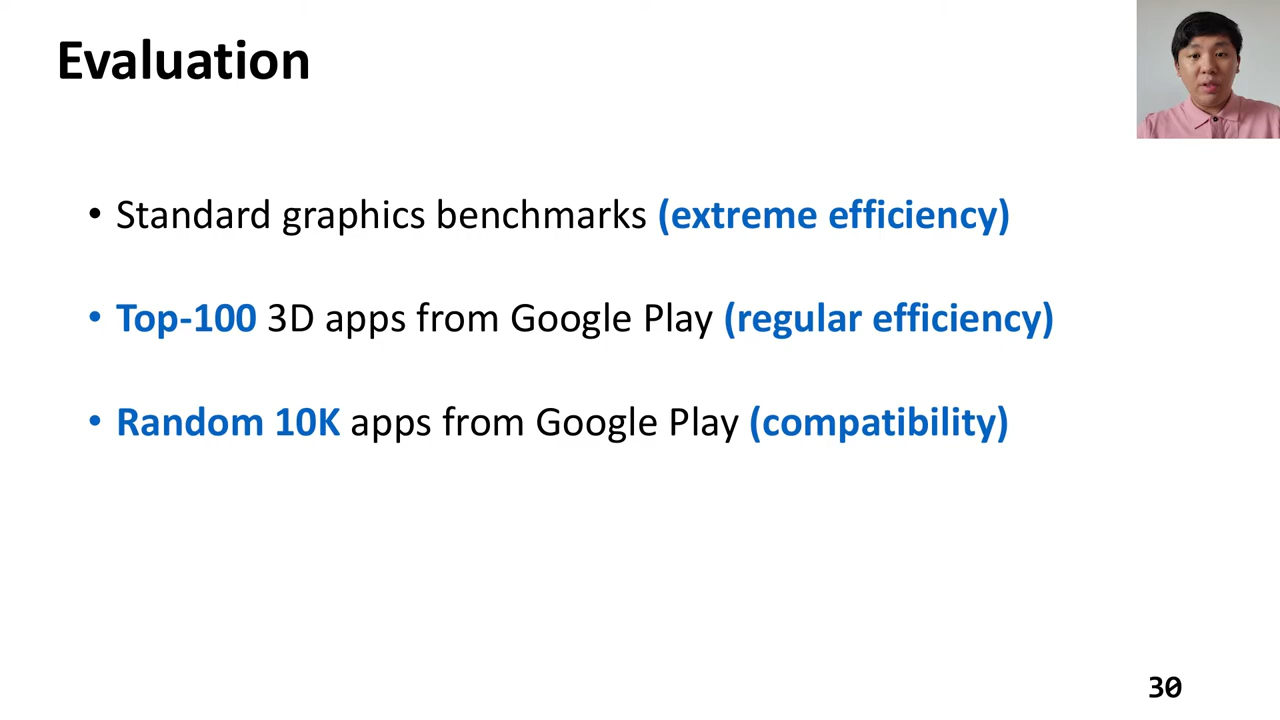 Evaluation
• Standard graphics benchmarks (extreme efficiency)
• Top-100 3D apps from Google Play (regular efficiency)
• Random 10K apps from Google Play (compatibility)
30